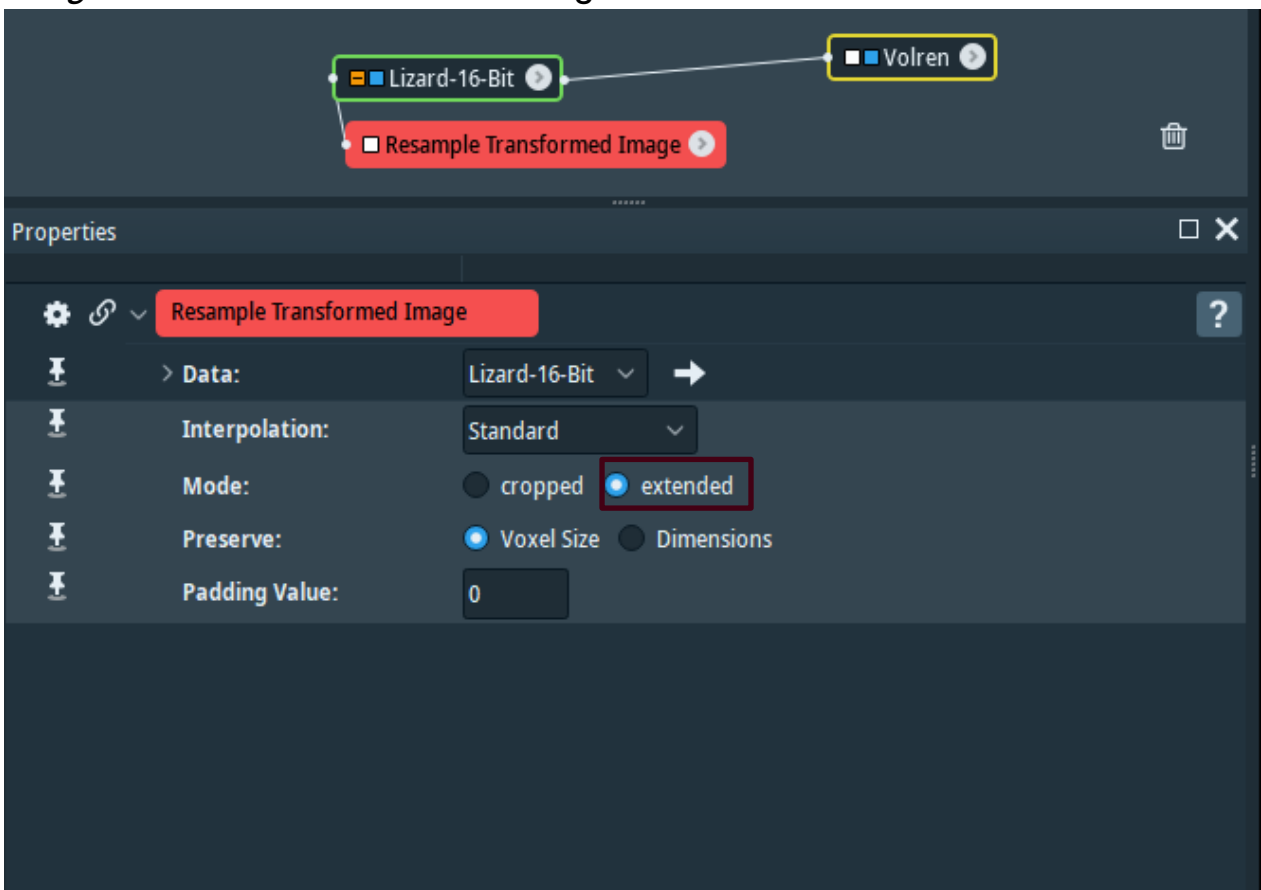 Lizard-16-Bit
Volren
Resample Transformed Image
Properties
Resample Transformed Image
?
Data: Lizard-16-Bit
Interpolation: Standard
Mode: cropped extended
Preserve: Voxel Size Dimensions
Padding Value: 0